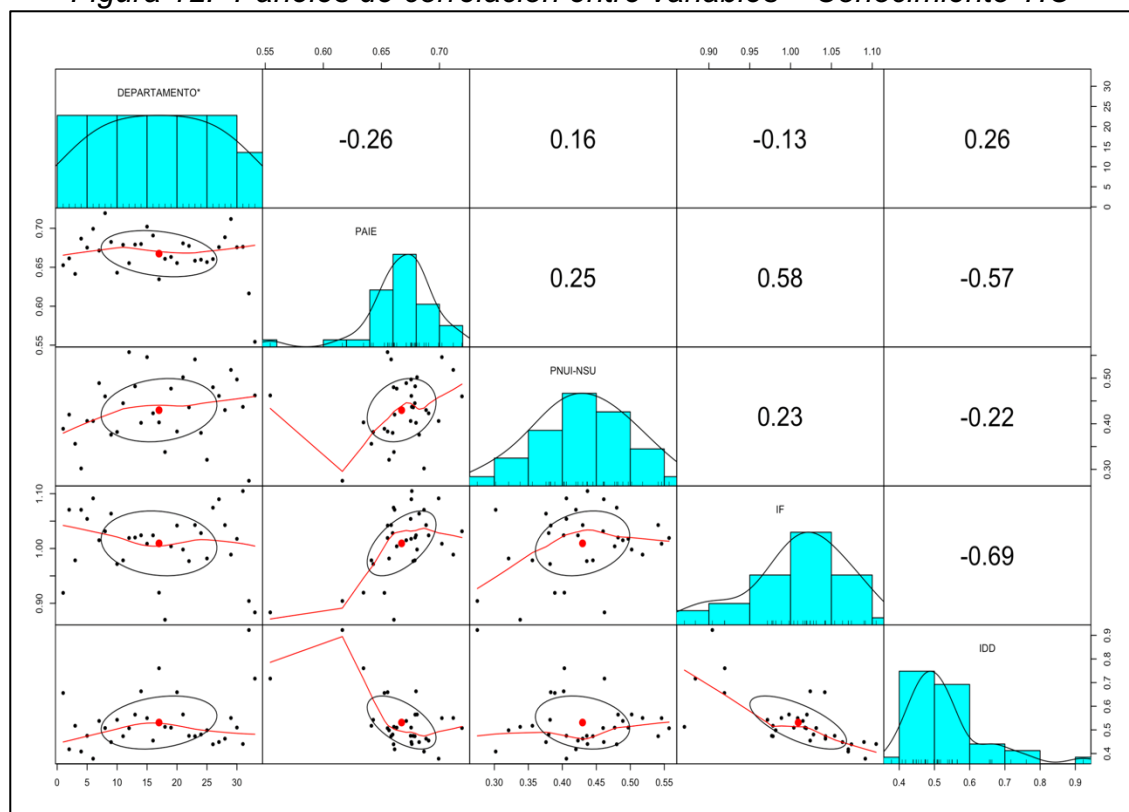 Figura 12. Paneles de correlación entre variables – Conocimiento TIC
0.55 0.60 0.65 0.70 0.90 0.95 1.00 1.05 1.10
DEPARTAMENTO*
-0.26 0.16 -0.13 0.26
30 25 20 15 10 5 0
0.70 0.65 0.60 0.55
PAIE
0.25 0.58 -0.57
PNUI-NSU
0.23 -0.22
0.50 0.40 0.30
1.10 1.00 0.90
IF
-0.69
IDD
0.9 0.8 0.7 0.6 0.5 0.4
0 5 10 15 20 25 30 0.30 0.35 0.40 0.45 0.50 0.55 0.4 0.5 0.6 0.7 0.8 0.9